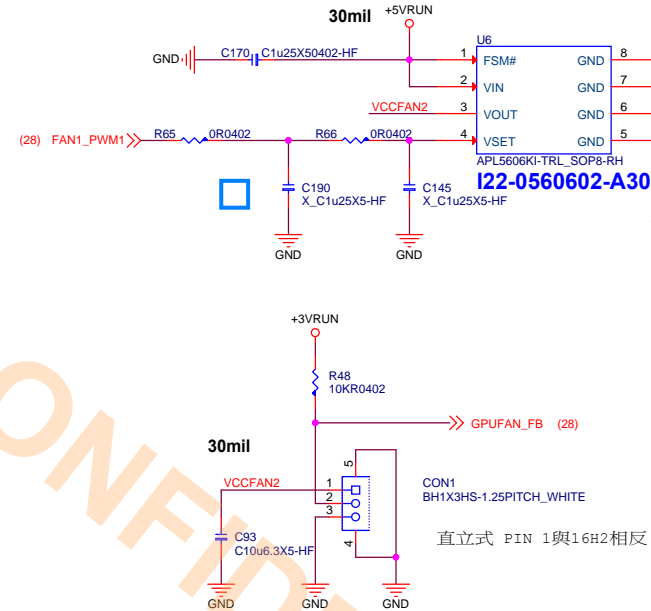 30mil
+5VRUN
U6
GND
C170
C1u25X50402-HF
1
FSM#
GND
8
2
VIN
GND
7
VCCFAN2
3
VOUT
GND
6
(28) FAN1_PWM1
R65
0R0402
R66
0R0402
4
VSET
GND
5
APL5606KI-TRL_SOP8-RH
I22-0560602-A30
C190
X_C1u25X5-HF
C145
X_C1u25X5-HF
GND
GND
+3VRUN
R48
10KR0402
GPUFAN_FB (28)
30mil
VCCFAN2
1
2
3
5
4
CON1
BH1X3HS-1.25PITCH_WHITE
C93
C10u6.3X5-HF
直立式 PIN 1與16H2相反
GND
GND
GND
ONFIDE